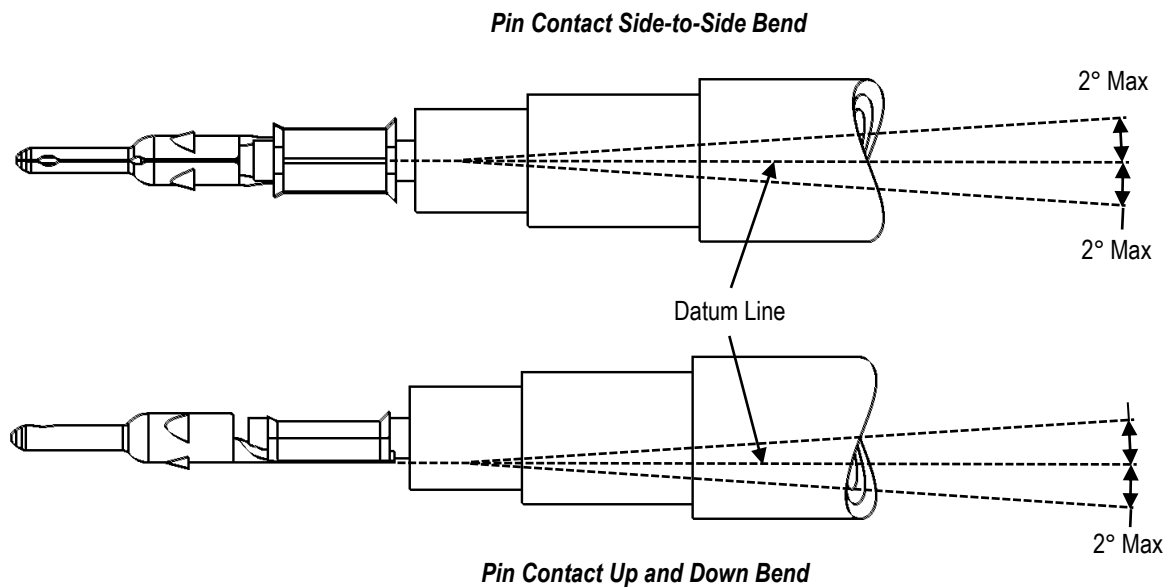 Pin Contact Side-to-Side Bend
2° Max
2° Max
Datum Line
2° Max
Pin Contact Up and Down Bend